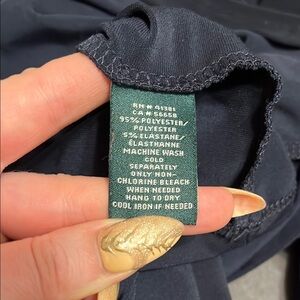 RN # 41381
CA # 56658
95% POLYESTER/
POLYESTER
5% ELASTANE/
ÉLASTHANNE
MACHINE WASH
COLD
SEPARATELY
ONLY NON-
CHLORINE BLEACH
WHEN NEEDED
HANG TO DRY
COOL IRON IF NEEDED